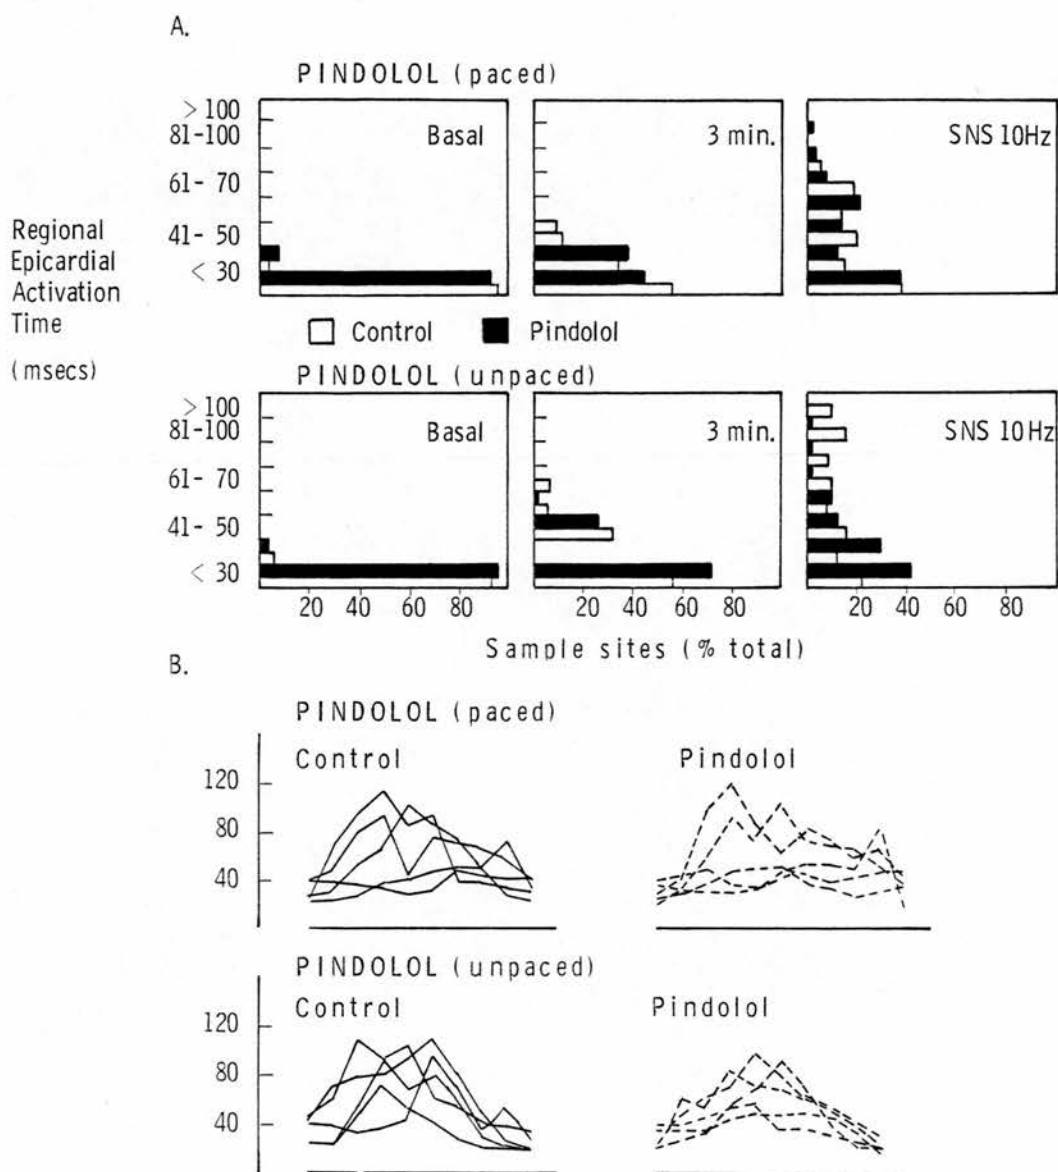 A.
PINDOLOL (paced)
> 100
81-100
61- 70
41- 50
< 30
Basal
3 min.
SNS 10Hz
Regional
Epicardial
Activation
Time
(msecs)
Control
Pindolol
PINDOLOL (unpaced)
> 100
81-100
61- 70
41- 50
< 30
Basal
3 min.
SNS 10Hz
20 40 60 80
20 40 60 80
20 40 60 80
Sample sites (% total)
B.
PINDOLOL (paced)
Control
Pindolol
120
80
40
PINDOLOL (unpaced)
Control
Pindolol
120
80
40